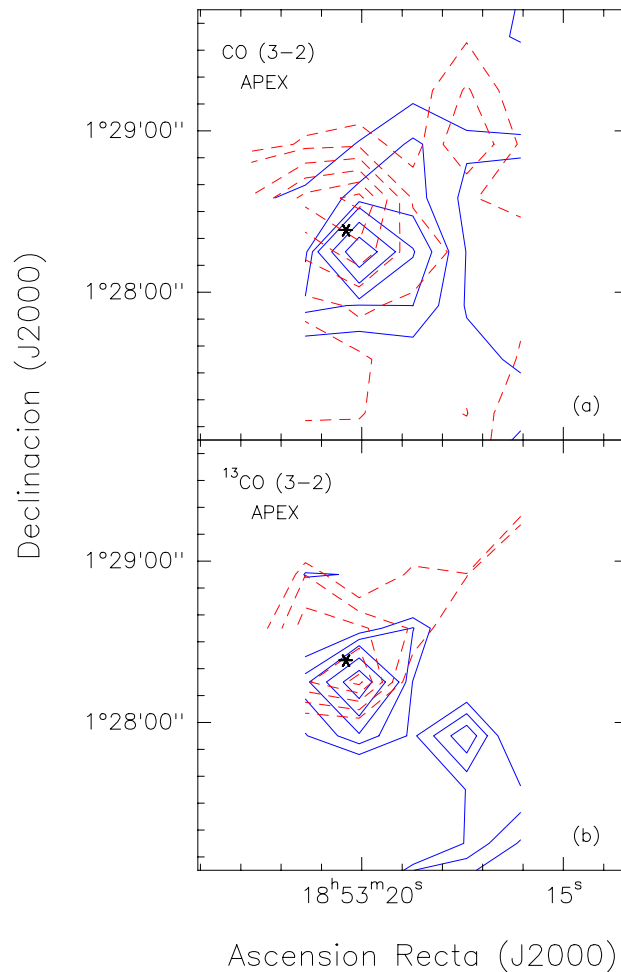 CO (3-2)
APEX
1°29'00''
1°28'00''
(a)
Declinacion (J2000)
¹³CO (3-2)
APEX
1°29'00''
1°28'00''
(b)
18ʰ53ᵐ20ˢ 15ˢ
Ascension Recta (J2000)